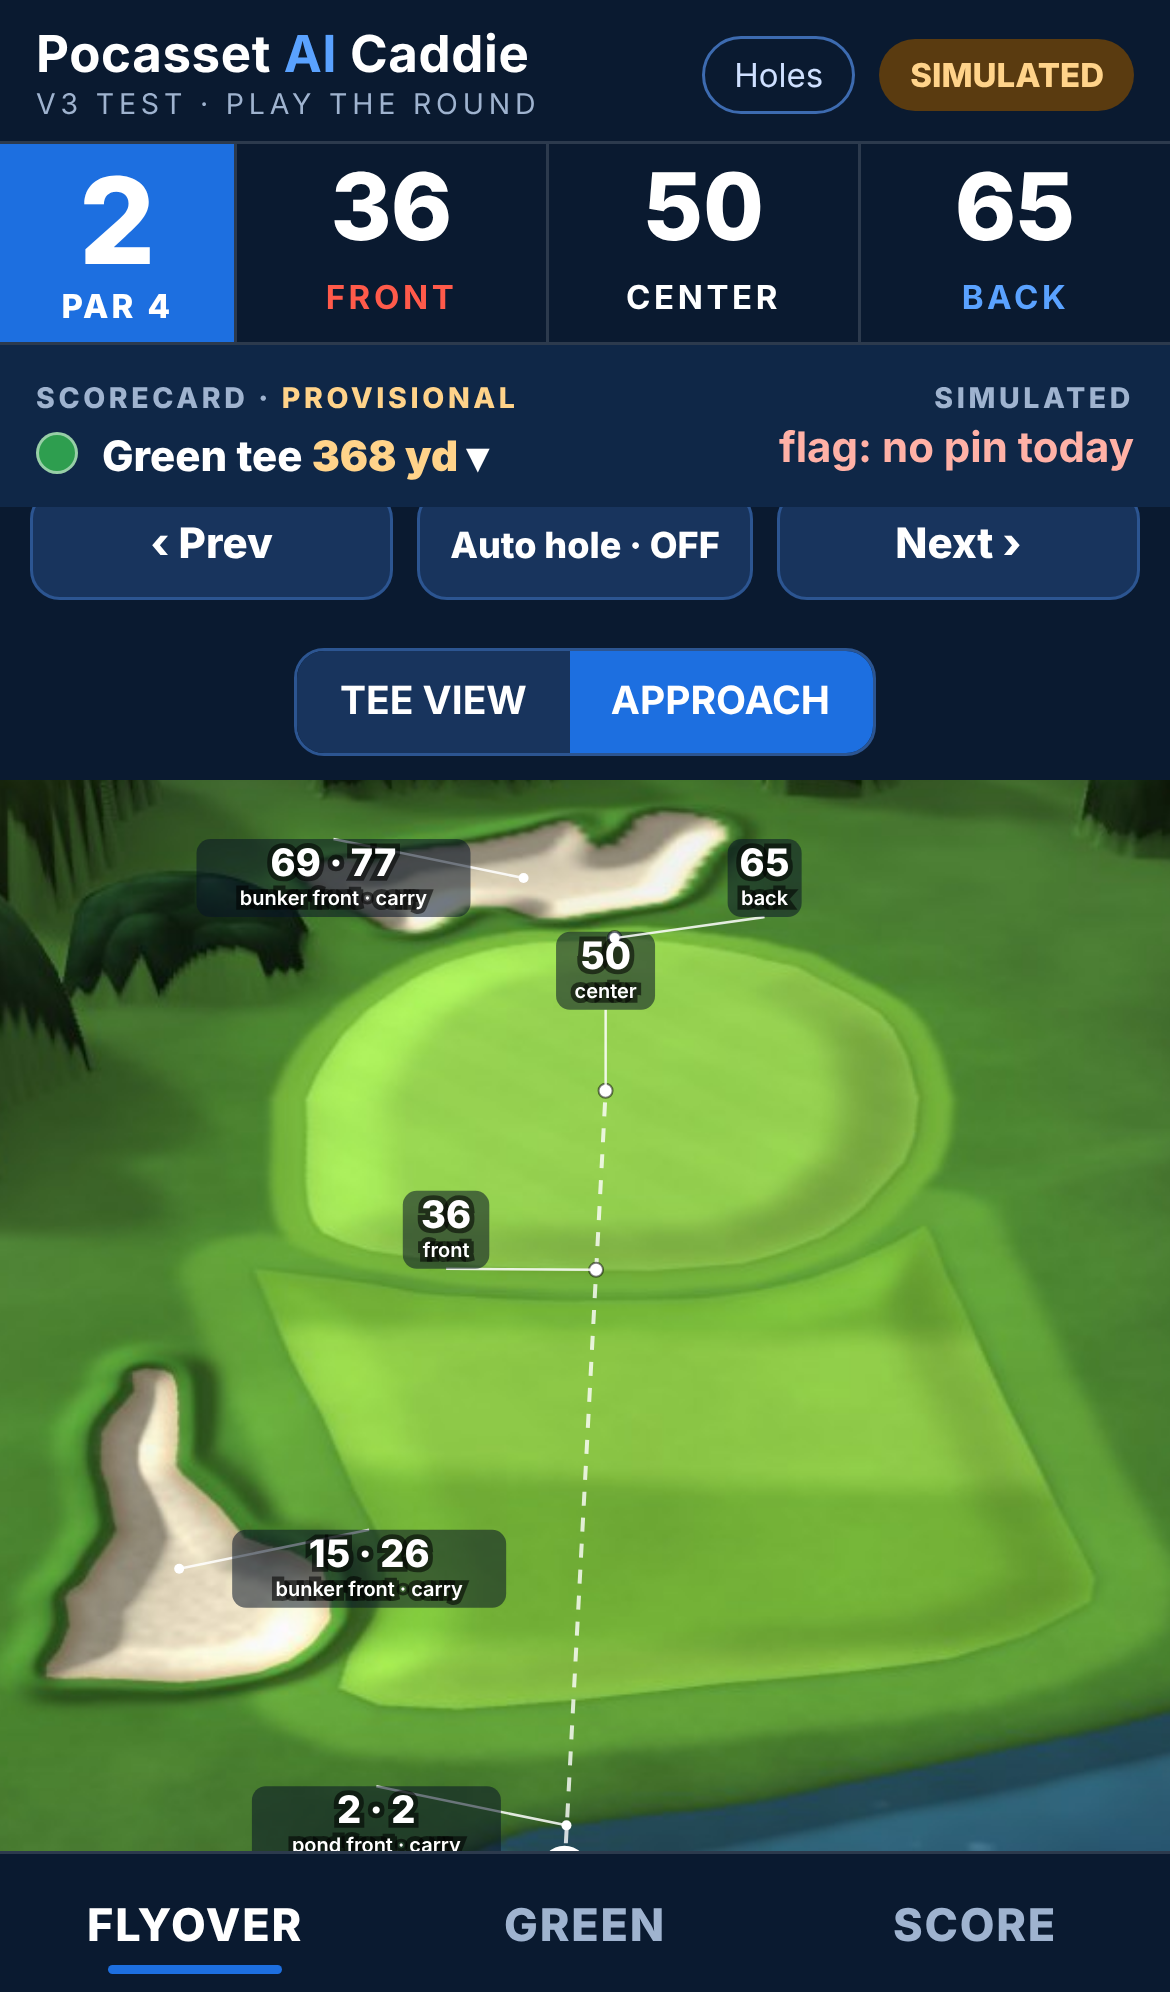 Pocasset AI Caddie
V3 TEST · PLAY THE ROUND
Holes
SIMULATED
2
PAR 4
36
FRONT
50
CENTER
65
BACK
SCORECARD · PROVISIONAL
Green tee 368 yd ▼
SIMULATED
flag: no pin today
‹ Prev
Auto hole · OFF
Next ›
TEE VIEW
APPROACH
69 · 77
bunker front · carry
65
back
50
center
36
front
15 · 26
bunker front · carry
2 · 2
pond front · carry
FLYOVER
GREEN
SCORE